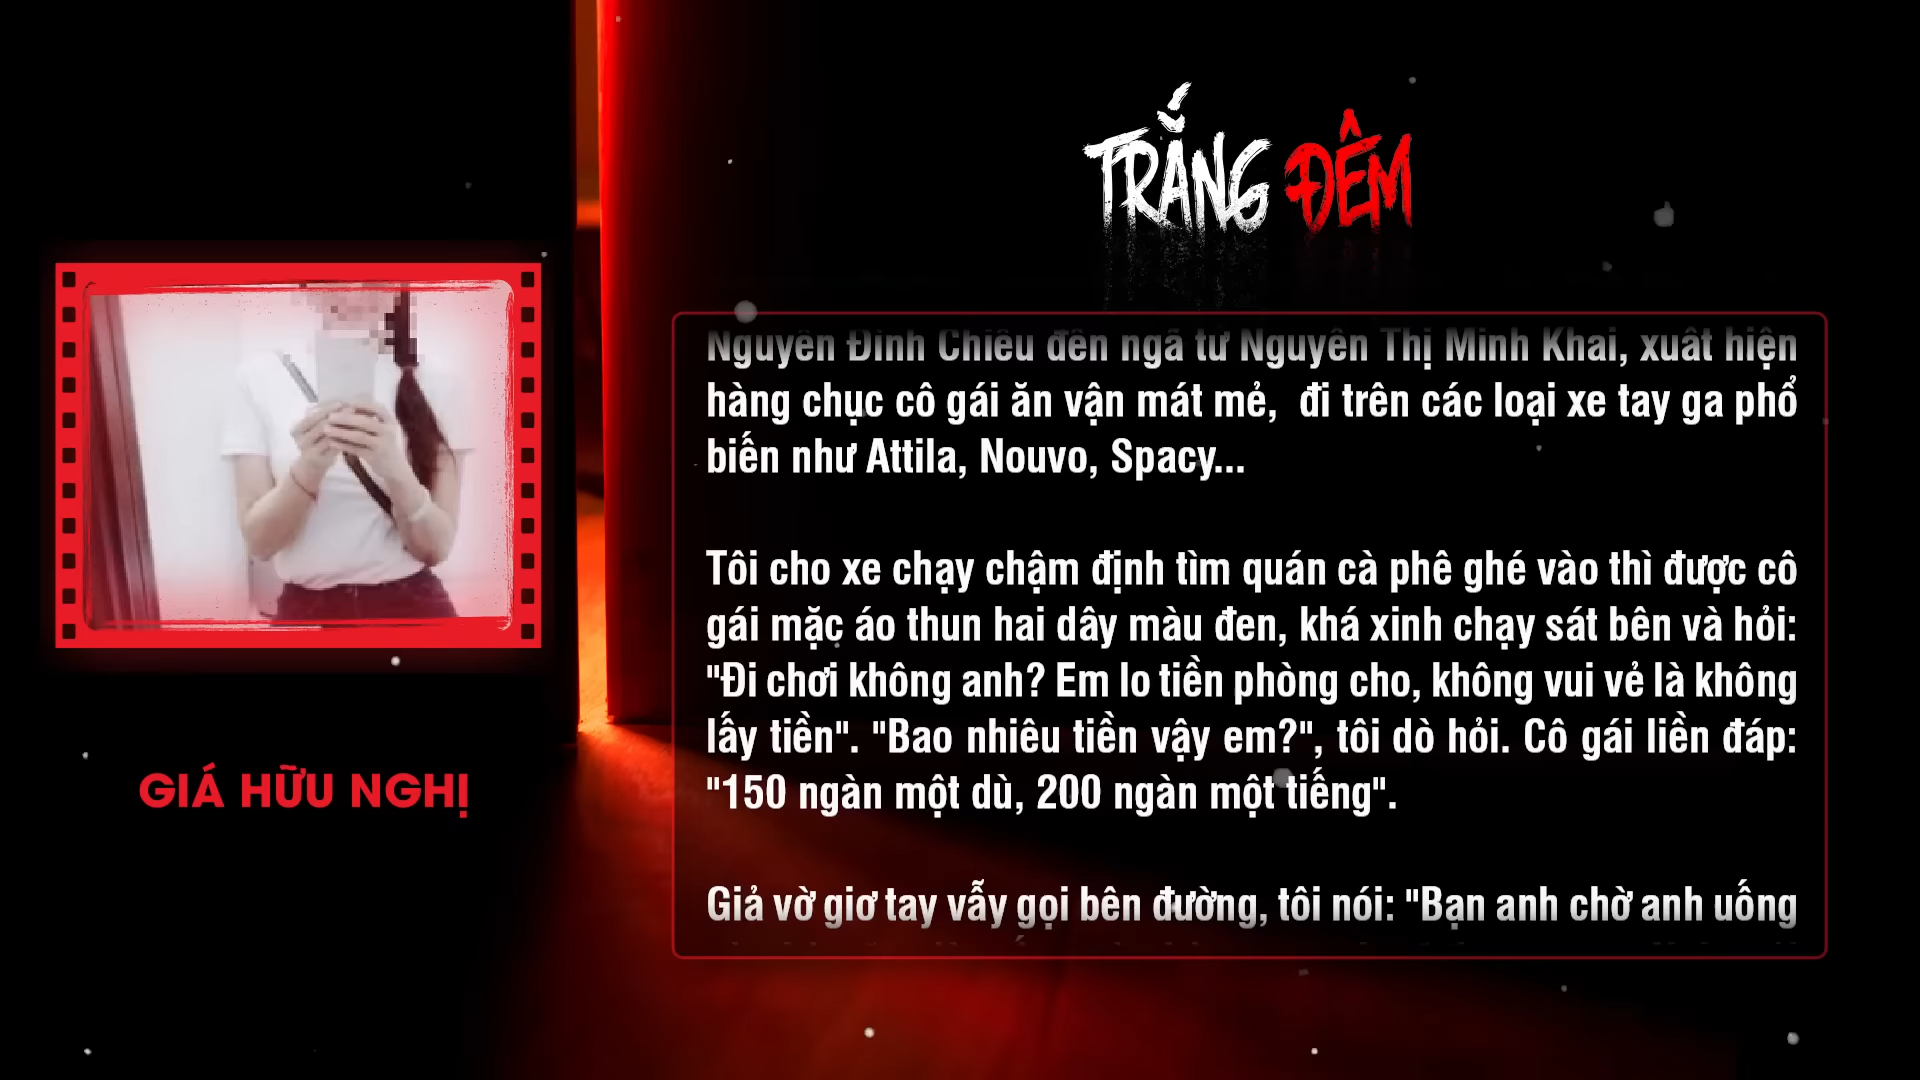 TRẮNG ĐÊM
Nguyễn Đình Chiểu đến ngã tư Nguyễn Thị Minh Khai, xuất hiện
hàng chục cô gái ăn vận mát mẻ, đi trên các loại xe tay ga phổ
biến như Attila, Nouvo, Spacy...
Tôi cho xe chạy chậm định tìm quán cà phê ghé vào thì được cô
gái mặc áo thun hai dây màu đen, khá xinh chạy sát bên và hỏi:
"Đi chơi không anh? Em lo tiền phòng cho, không vui vẻ là không
lấy tiền". "Bao nhiêu tiền vậy em?", tôi dò hỏi. Cô gái liền đáp:
"150 ngàn một dù, 200 ngàn một tiếng".
Giả vờ giơ tay vẫy gọi bên đường, tôi nói: "Bạn anh chờ anh uống
GIÁ HỮU NGHỊ